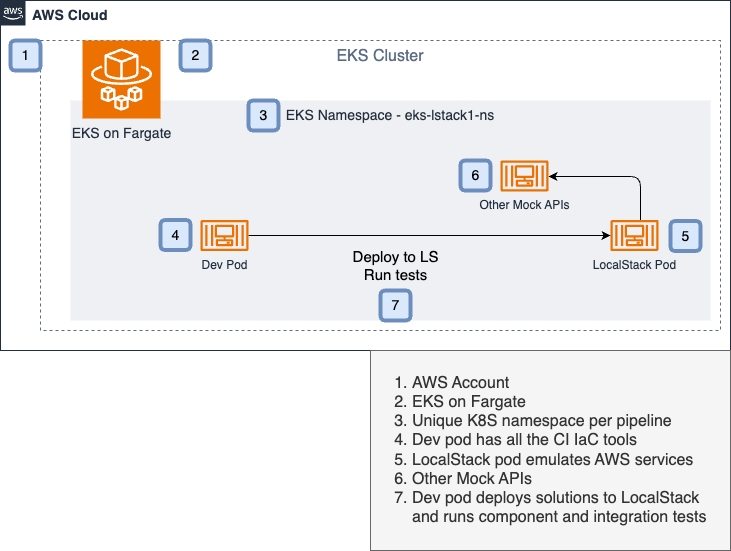 aws
AWS Cloud
1
2
EKS Cluster
EKS on Fargate
3
EKS Namespace - eks-lstack1-ns
6
Other Mock APIs
4
Dev Pod
5
LocalStack Pod
Deploy to LS
Run tests
7
1. AWS Account
2. EKS on Fargate
3. Unique K8S namespace per pipeline
4. Dev pod has all the CI IaC tools
5. LocalStack pod emulates AWS services
6. Other Mock APIs
7. Dev pod deploys solutions to LocalStack
and runs component and integration tests